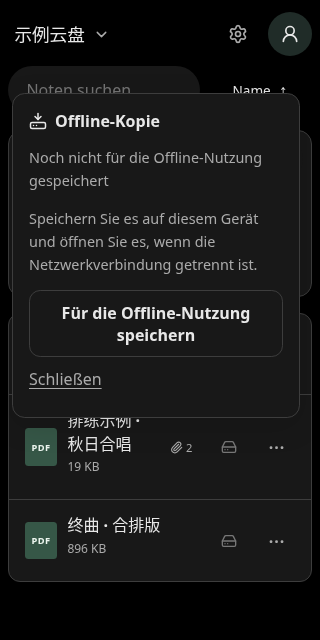 示例云盘
Noten suchen
Name ↑
Offline-Kopie
Noch nicht für die Offline-Nutzung
gespeichert
Speichern Sie es auf diesem Gerät
und öffnen Sie es, wenn die
Netzwerkverbindung getrennt ist.
Für die Offline-Nutzung
speichern
Schließen
排练示例 ·
秋日合唱
PDF
2
19 KB
终曲 · 合排版
PDF
896 KB